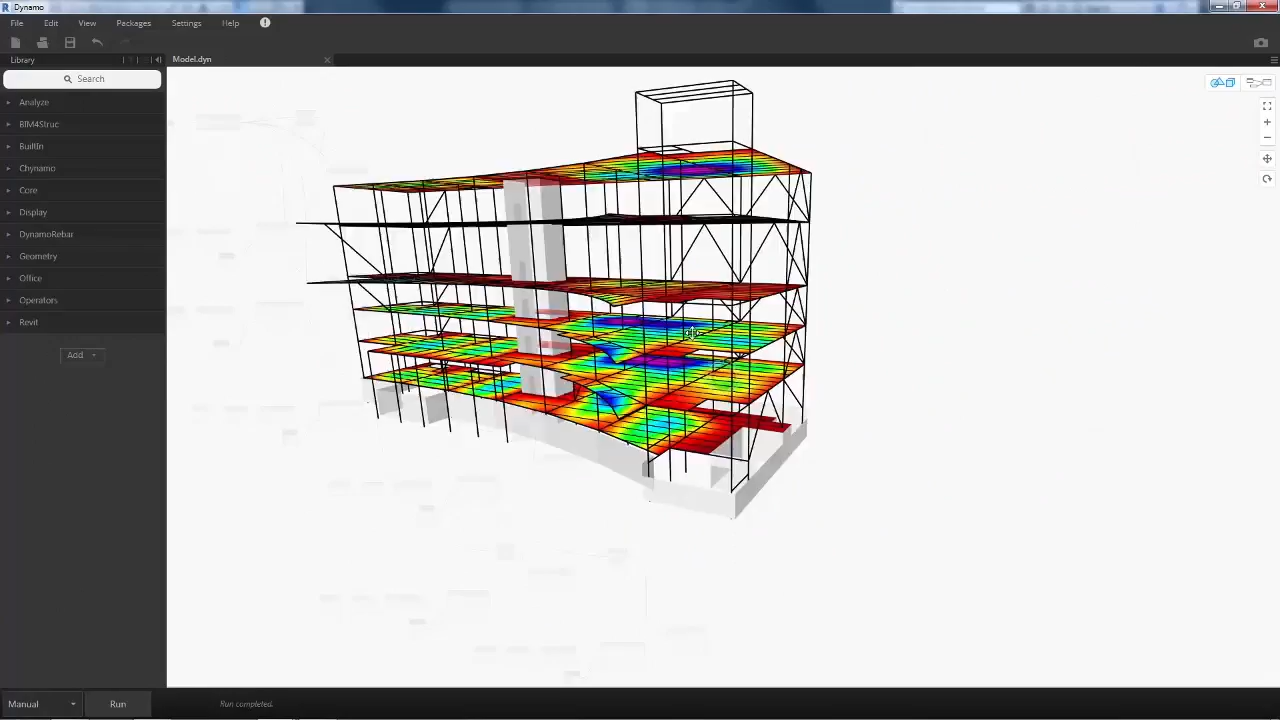 Dynamo
File Edit View Packages Settings Help
Library
Model.dyn
Search
Analyze
BIM4Struc
BuiltIn
Chynamo
Core
Display
DynamoRebar
Geometry
Office
Operators
Revit
Add
Manual
Run
Run completed.